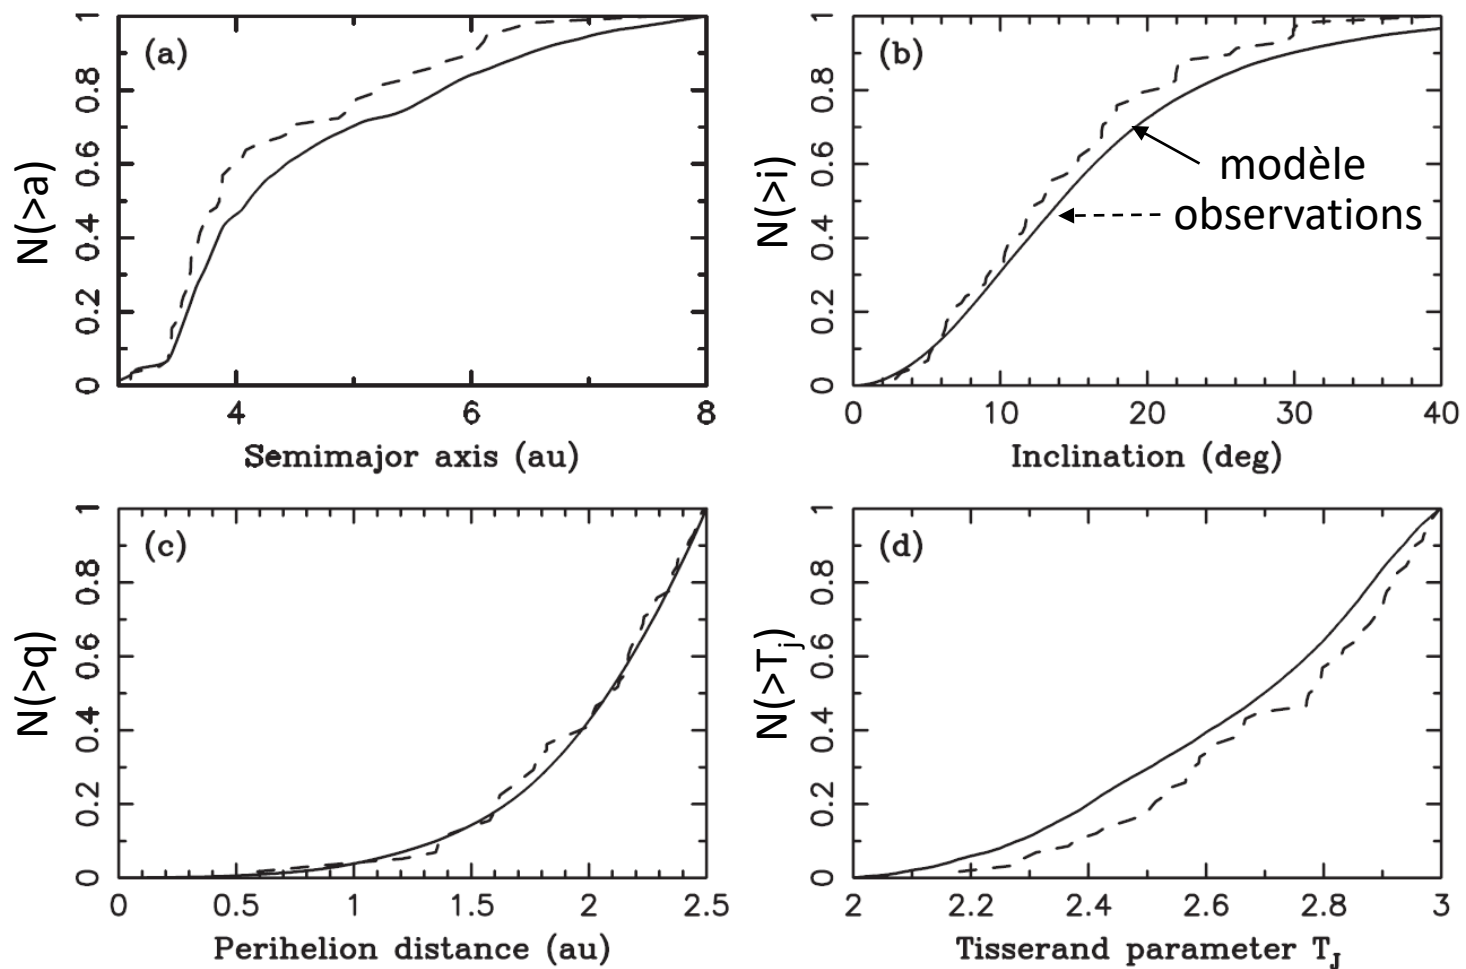 (a)
N(>a)
0 0.2 0.4 0.6 0.8 1
4 6 8
Semimajor axis (au)
(b)
N(>i)
0 0.2 0.4 0.6 0.8 1
modèle
observations
0 10 20 30 40
Inclination (deg)
(c)
N(>q)
0 0.2 0.4 0.6 0.8 1
0 0.5 1 1.5 2 2.5
Perihelion distance (au)
(d)
N(>Tj)
0 0.2 0.4 0.6 0.8 1
2 2.2 2.4 2.6 2.8 3
Tisserand parameter TJ